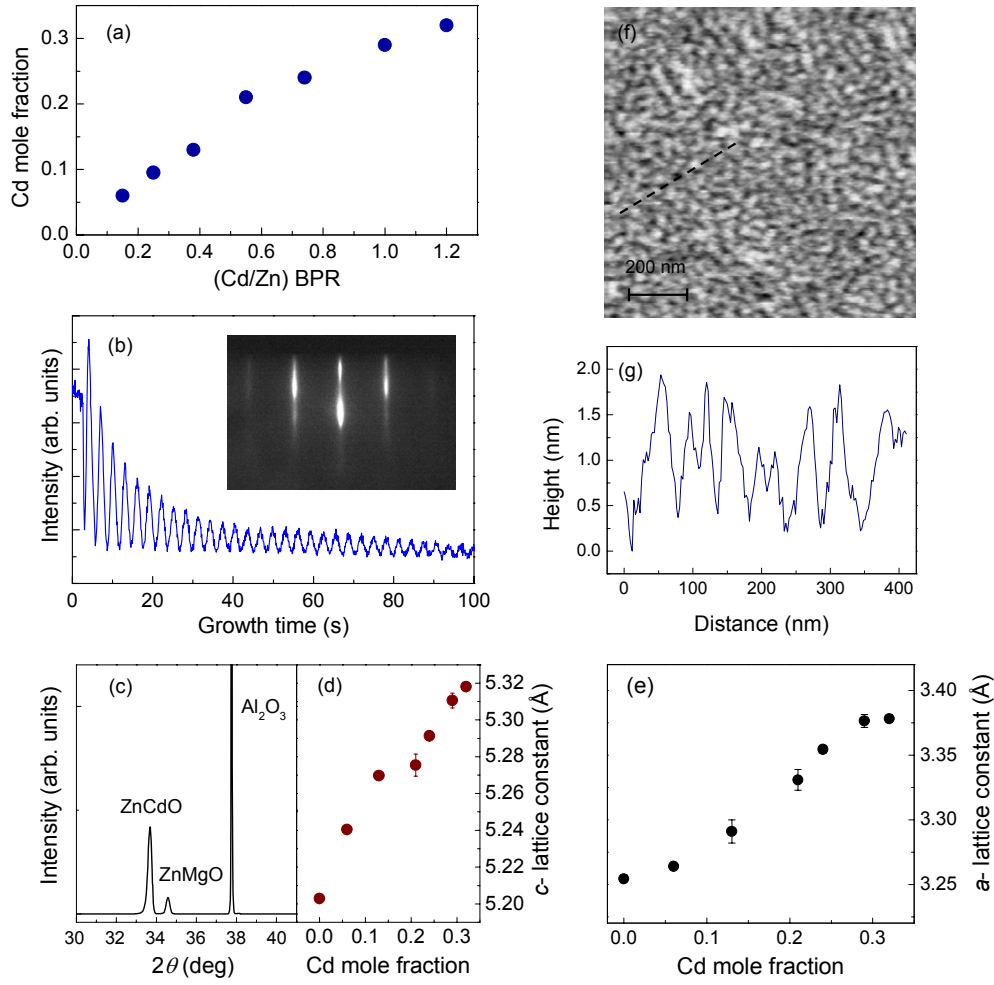 (a)
Cd mole fraction
0.3
0.2
0.1
0.0
0.0 0.2 0.4 0.6 0.8 1.0 1.2
(Cd/Zn) BPR
(b)
Intensity (arb. units)
0 20 40 60 80 100
Growth time (s)
(c)
Intensity (arb. units)
ZnCdO
ZnMgO
Al₂O₃
30 34 36 38 40
2θ (deg)
(d)
5.32
5.28
5.26
5.24
5.22
5.20
c- lattice constant (Å)
0.0 0.1 0.2 0.3
Cd mole fraction
(f)
200 nm
(g)
Height (nm)
2.0
1.5
1.0
0.5
0.0
0 100 200 300 400
Distance (nm)
(e)
3.40
3.35
3.30
3.25
a- lattice constant (Å)
0.0 0.1 0.2 0.3
Cd mole fraction